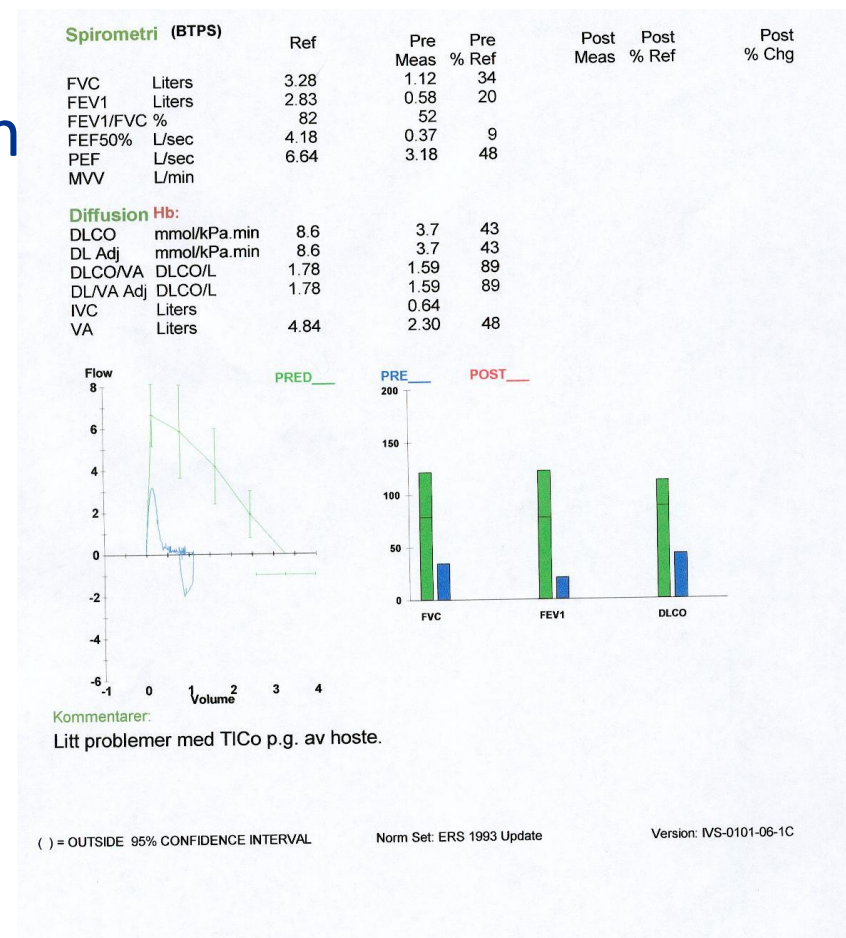 Spirometri (BTPS)
Ref Pre Pre Post Post Post
Meas % Ref Meas % Ref % Chg
FVC Liters 3.28 1.12 34
FEV1 Liters 2.83 0.58 20
FEV1/FVC % 82 52
FEF50% L/sec 4.18 0.37 9
PEF L/sec 6.64 3.18 48
MVV L/min
n
Diffusion Hb:
DLCO mmol/kPa.min 8.6 3.7 43
DL Adj mmol/kPa.min 8.6 3.7 43
DLCO/VA DLCO/L 1.78 1.59 89
DL/VA Adj DLCO/L 1.78 1.59 89
IVC Liters 0.64
VA Liters 4.84 2.30 48
Flow PRED PRE POST
8
6
4
2
0
-2
-4
-6
-1 0 1 2 3 4
Volume
200
150
100
50
0
FVC FEV1 DLCO
Kommentarer:
Litt problemer med TlCo p.g. av hoste.
( ) = OUTSIDE 95% CONFIDENCE INTERVAL Norm Set: ERS 1993 Update Version: IVS-0101-06-1C